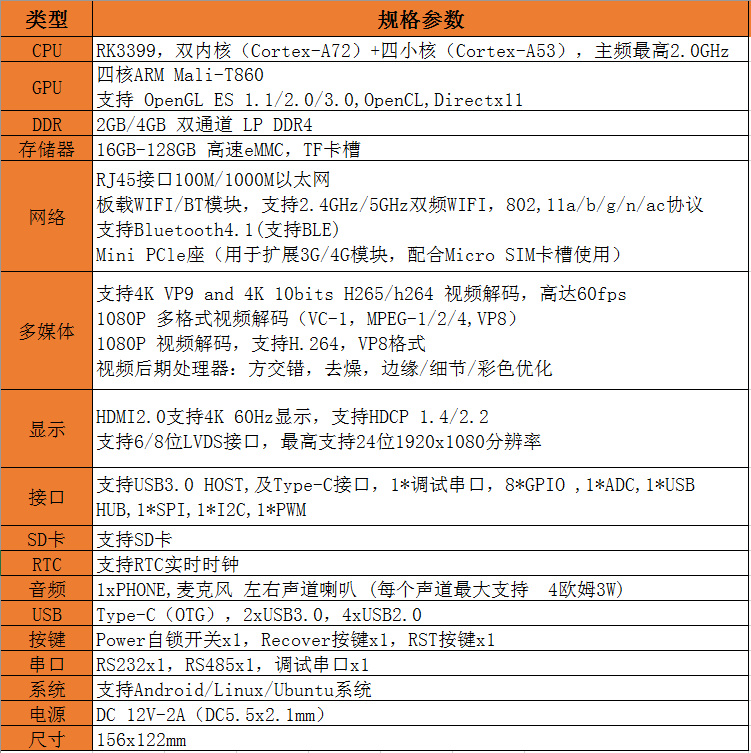 类型 规格参数
CPU RK3399，双内核（Cortex-A72）+四小核（Cortex-A53），主频最高2.0GHz
GPU 四核ARM Mali-T860
支持 OpenGL ES 1.1/2.0/3.0,OpenCL,Directx11
DDR 2GB/4GB 双通道 LP DDR4
存储器 16GB-128GB 高速eMMC，TF卡槽
网络 RJ45接口100M/1000M以太网
板载WIFI/BT模块，支持2.4GHz/5GHz双频WIFI，802,11a/b/g/n/ac协议
支持Bluetooth4.1(支持BLE)
Mini PCle座（用于扩展3G/4G模块，配合Micro SIM卡槽使用）
多媒体 支持4K VP9 and 4K 10bits H265/h264 视频解码，高达60fps
1080P 多格式视频解码（VC-1，MPEG-1/2/4,VP8）
1080P 视频解码，支持H.264，VP8格式
视频后期处理器：方交错，去燥，边缘/细节/彩色优化
显示 HDMI2.0支持4K 60Hz显示，支持HDCP 1.4/2.2
支持6/8位LVDS接口，最高支持24位1920x1080分辨率
接口 支持USB3.0 HOST,及Type-C接口，1*调试串口，8*GPIO ,1*ADC,1*USB
HUB,1*SPI,1*I2C,1*PWM
SD卡 支持SD卡
RTC 支持RTC实时时钟
音频 1xPHONE,麦克风 左右声道喇叭 (每个声道最大支持 4欧姆3W)
USB Type-C（OTG），2xUSB3.0，4xUSB2.0
按键 Power自锁开关x1，Recover按键x1，RST按键x1
串口 RS232x1，RS485x1，调试串口x1
系统 支持Android/Linux/Ubuntu系统
电源 DC 12V-2A（DC5.5x2.1mm）
尺寸 156x122mm